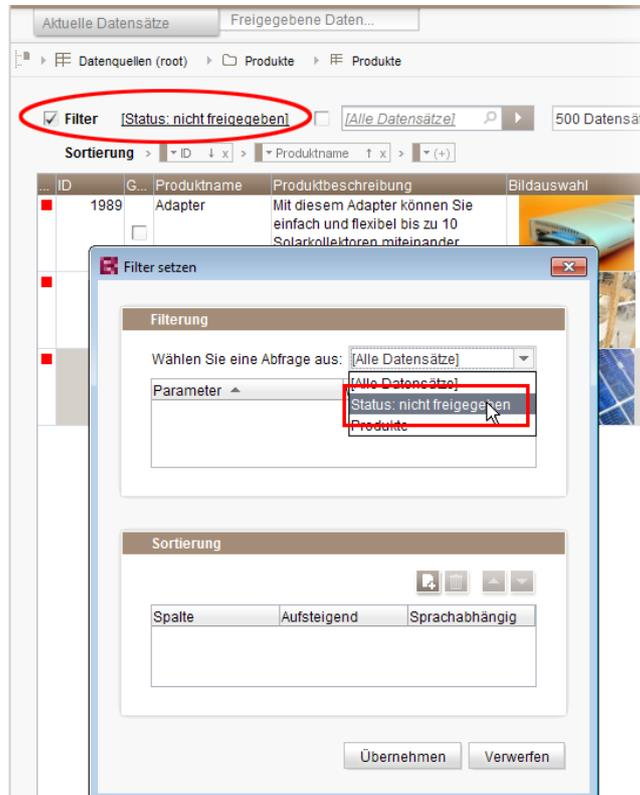 Aktuelle Datensätze
Freigegebene Daten...
Datenquellen (root) Produkte Produkte
Filter [Status: nicht freigegeben] [Alle Datensätze] 500 Datensä
Sortierung > ID ↓ x > Produktname ↑ x > (+)
... ID G... Produktname Produktbeschreibung Bildauswahl
1989 Adapter Mit diesem Adapter können Sie
einfach und flexibel bis zu 10
Solarkollektoren miteinander
Filter setzen
Filterung
Wählen Sie eine Abfrage aus: [Alle Datensätze]
Parameter
[Alle Datensätze]
Status: nicht freigegeben
Produkte
Sortierung
Spalte Aufsteigend Sprachabhängig
Übernehmen Verwerfen